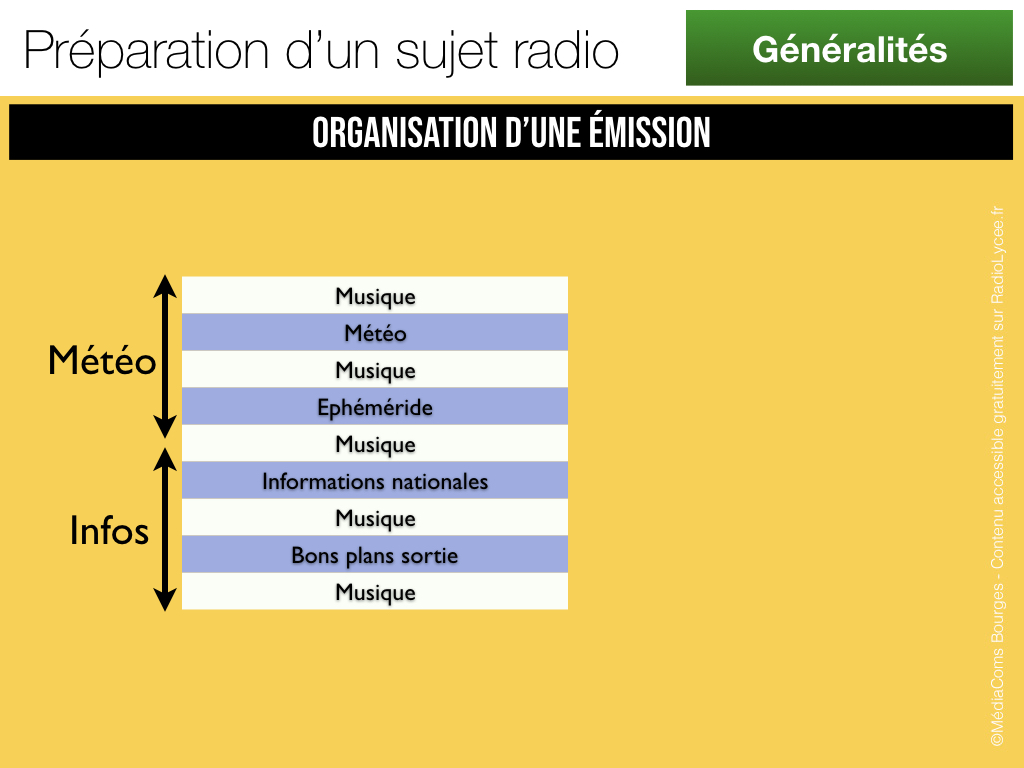 Préparation d’un sujet radio
Généralités
ORGANISATION D’UNE ÉMISSION
Météo
Infos
Musique
Météo
Musique
Ephéméride
Musique
Informations nationales
Musique
Bons plans sortie
Musique
©MédiaComs Bourges - Contenu accessible gratuitement sur RadioLycee.fr